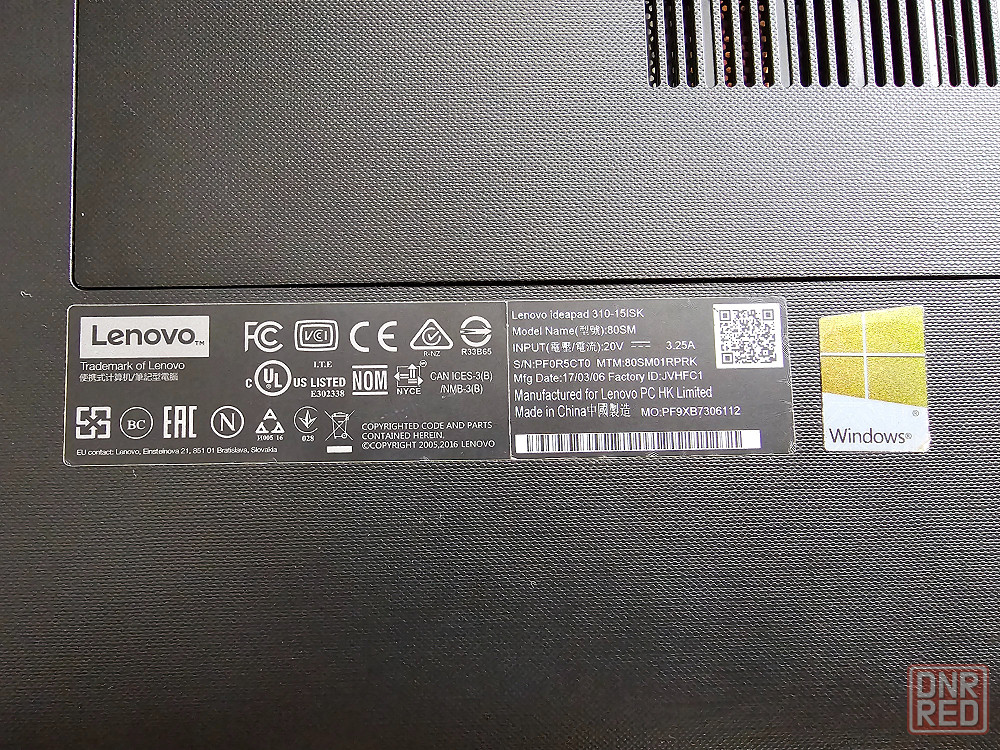 Lenovo™
Trademark of Lenovo
便携式计算机/筆記型電腦
FC
VCI
CE
R-NZ
R33B65
I.T.E
C UL US LISTED
E302338
NOM
NYCE
CAN ICES-3(B)
/NMB-3(B)
BC
EAC
N
H005 16
028
COPYRIGHTED CODE AND PARTS
CONTAINED HEREIN.
©COPYRIGHT 2005,2016 LENOVO
EU contact: Lenovo, Einsteinova 21, 851 01 Bratislava, Slovakia
Lenovo ideapad 310-15ISK
Model Name(型號):80SM
INPUT(電壓/電流):20V ⎓ 3.25A
S/N:PF0R5CT0 MTM:80SM01RPRK
Mfg Date:17/03/06 Factory ID:JVHFC1
Manufactured for Lenovo PC HK Limited
Made in China中國製造 MO:PF9XB7306112
Windows®
DNR
RED